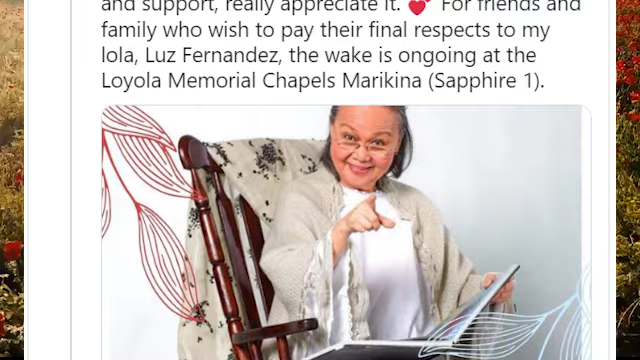 and support, really appreciate it. 💕 For friends and
family who wish to pay their final respects to my
lola, Luz Fernandez, the wake is ongoing at the
Loyola Memorial Chapels Marikina (Sapphire 1).